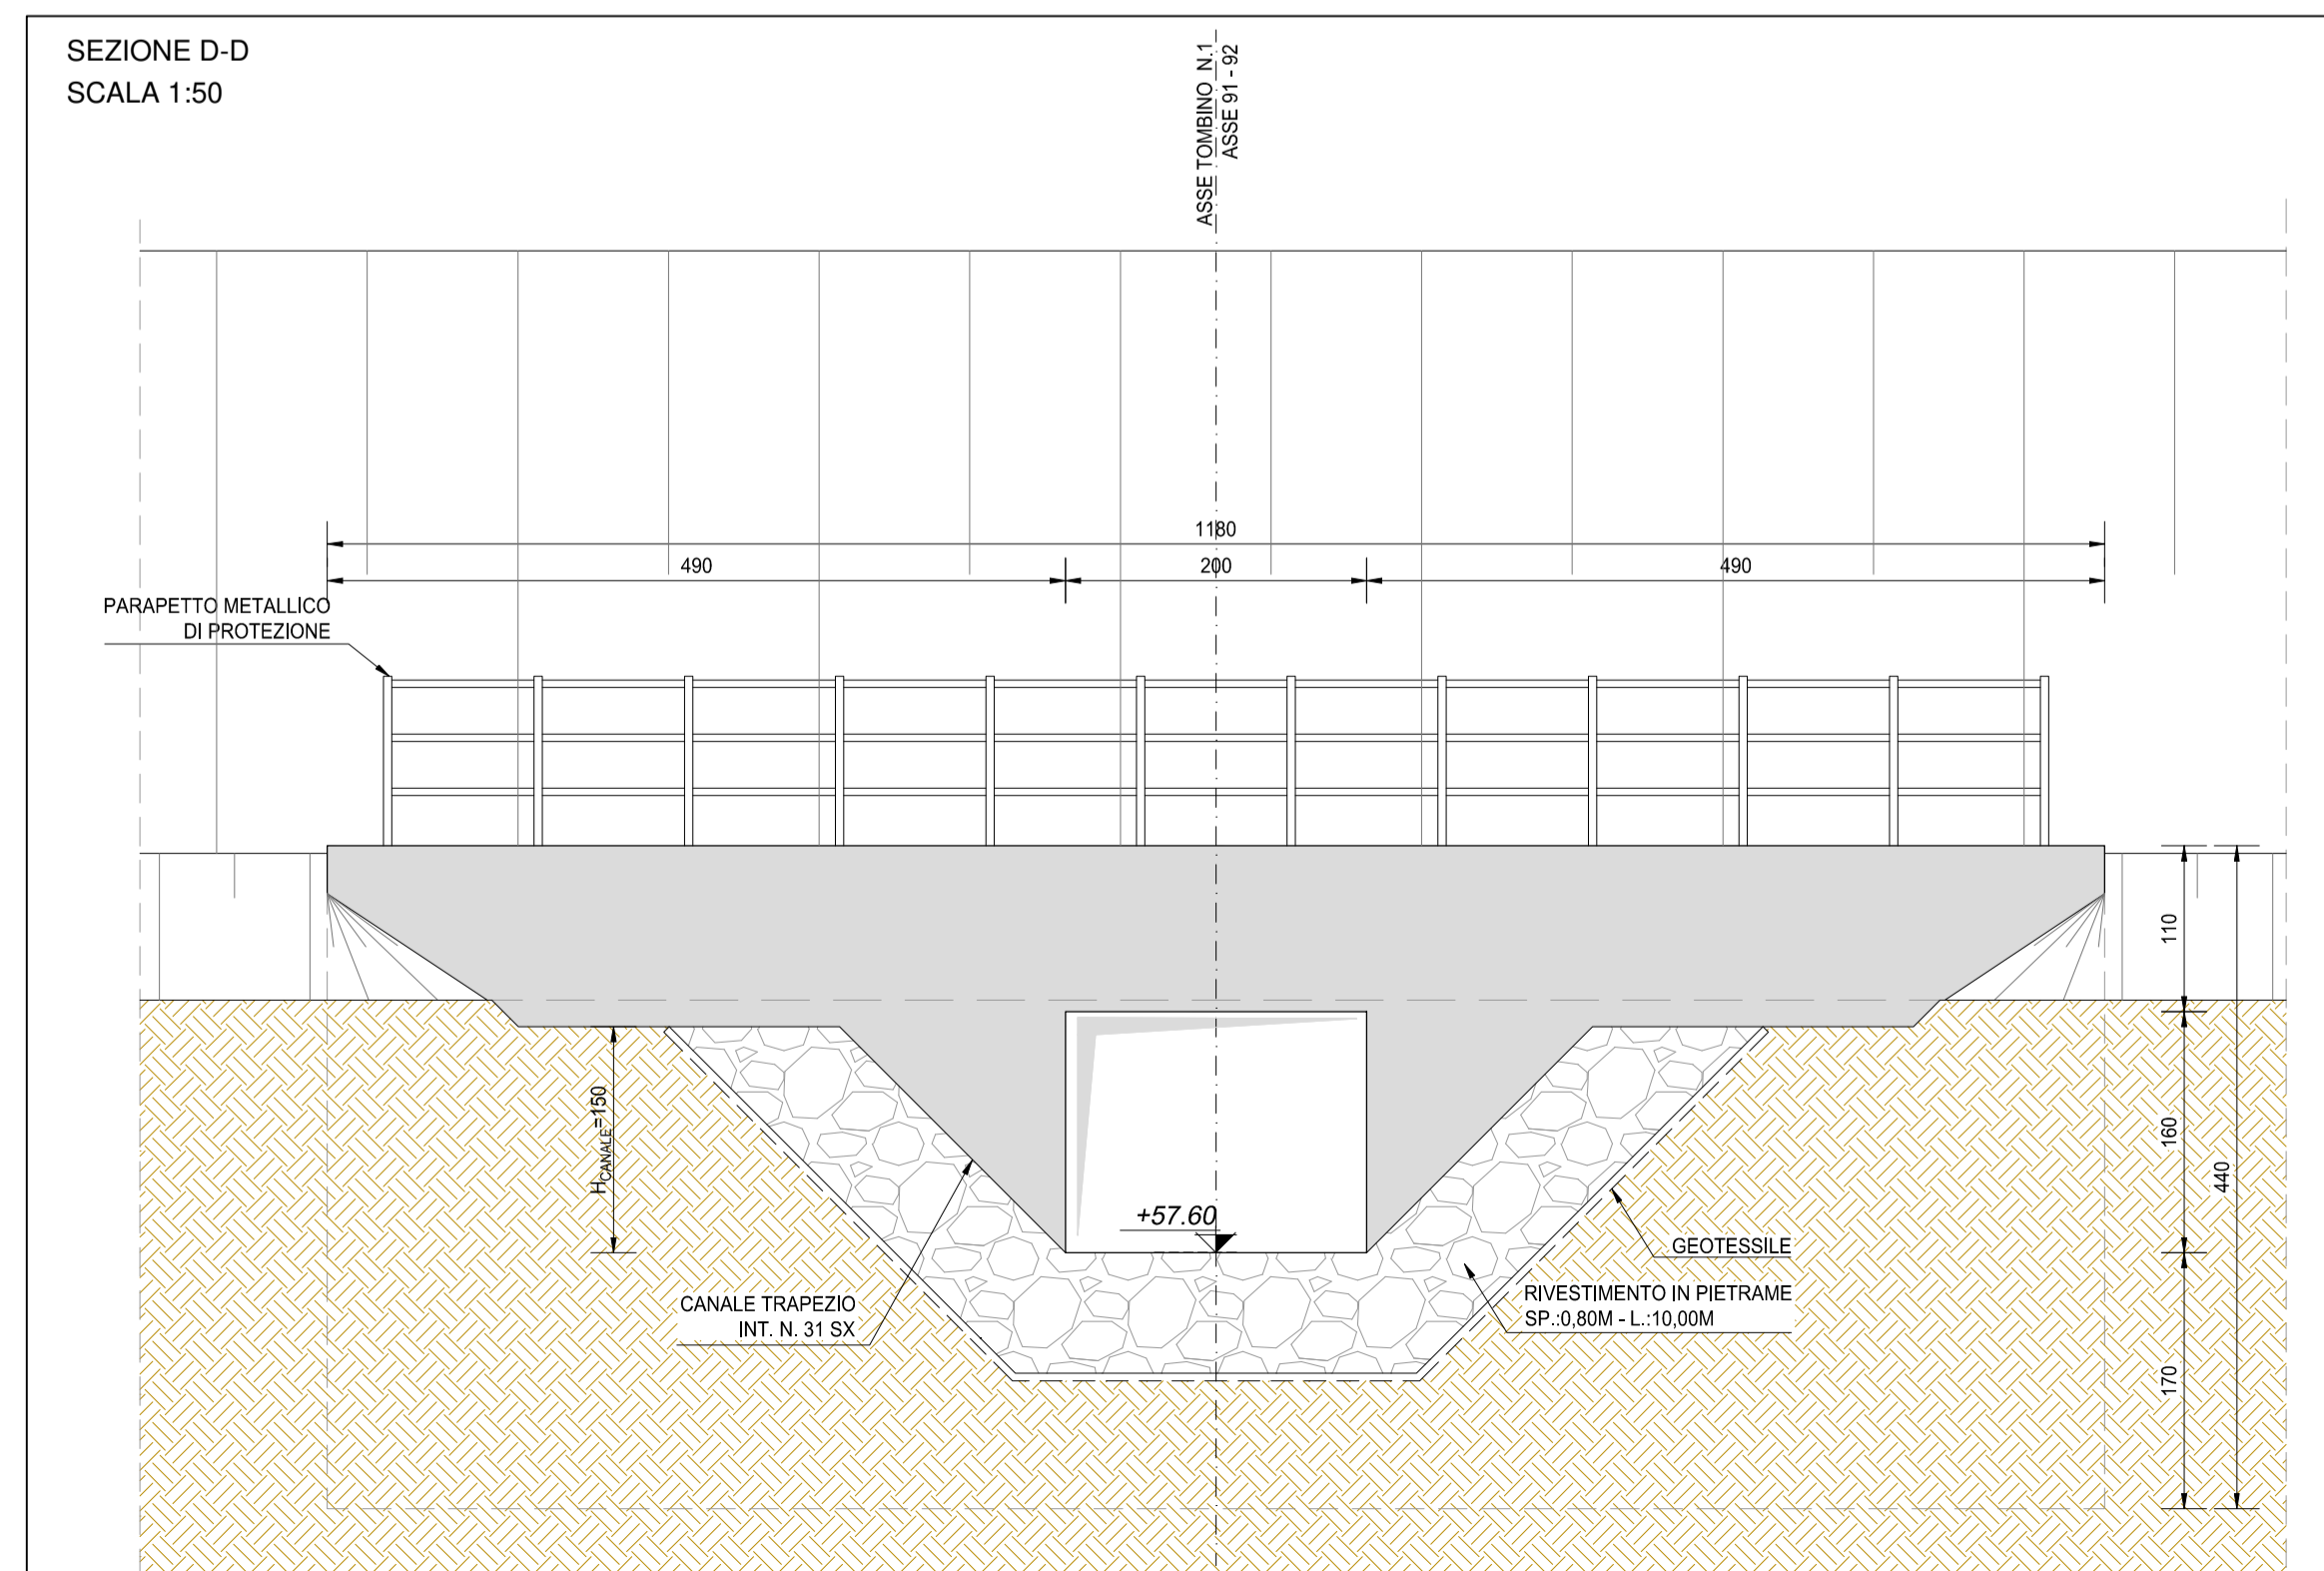 SEZIONE D-D
SCALA 1:50
ASSE TOMBINO N.1
ASSE 91 - 92
1180
490
200
490
PARAPETTO METALLICO
DI PROTEZIONE
110
HCANALE=150
160
440
+57.60
GEOTESSILE
RIVESTIMENTO IN PIETRAME
SP.:0,80M - L.:10,00M
CANALE TRAPEZIO
INT. N. 31 SX
170